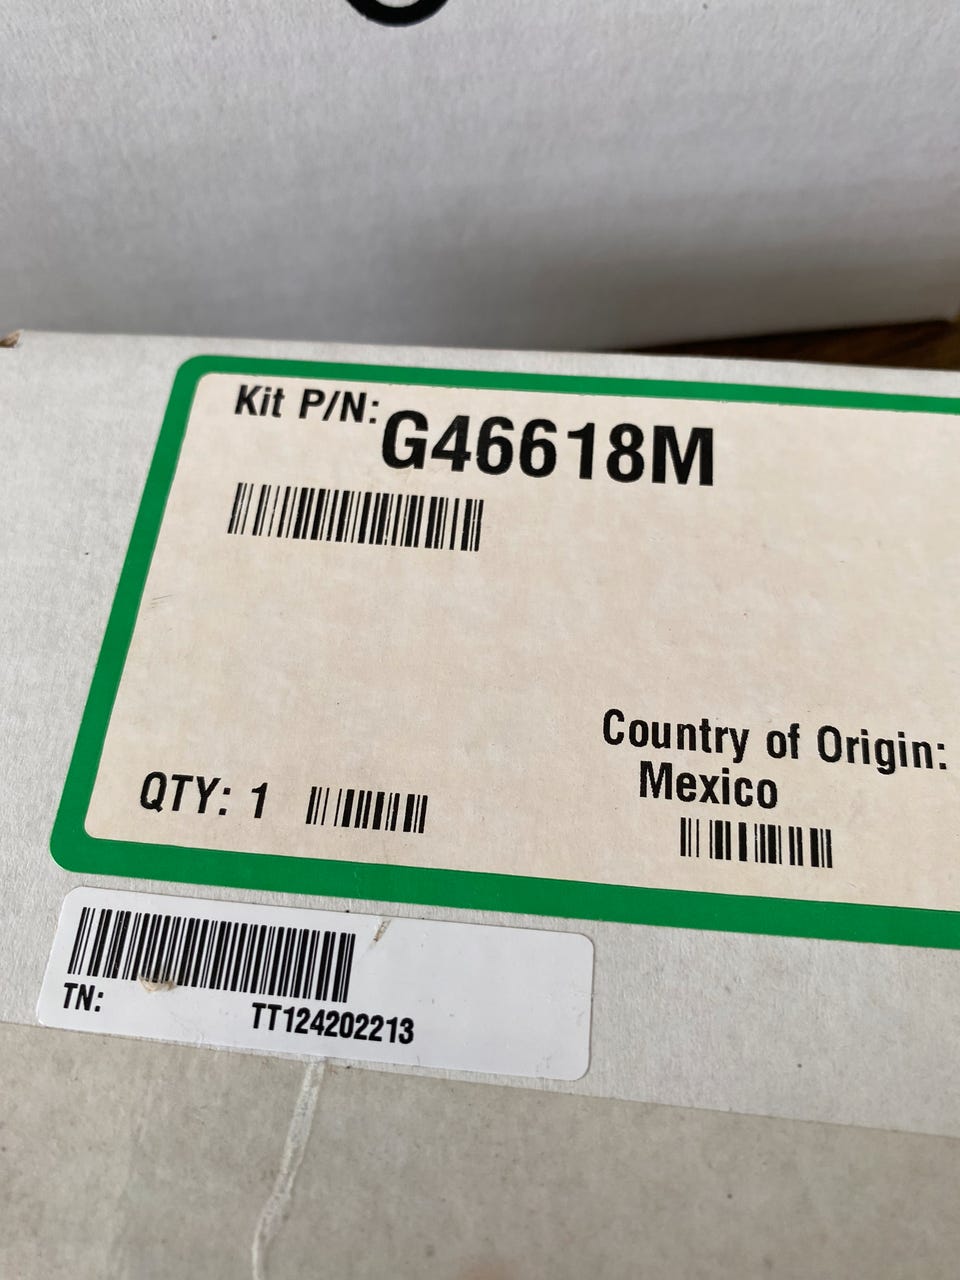 Kit P/N: G46618M
Country of Origin:
Mexico
QTY: 1
TN:
TT124202213